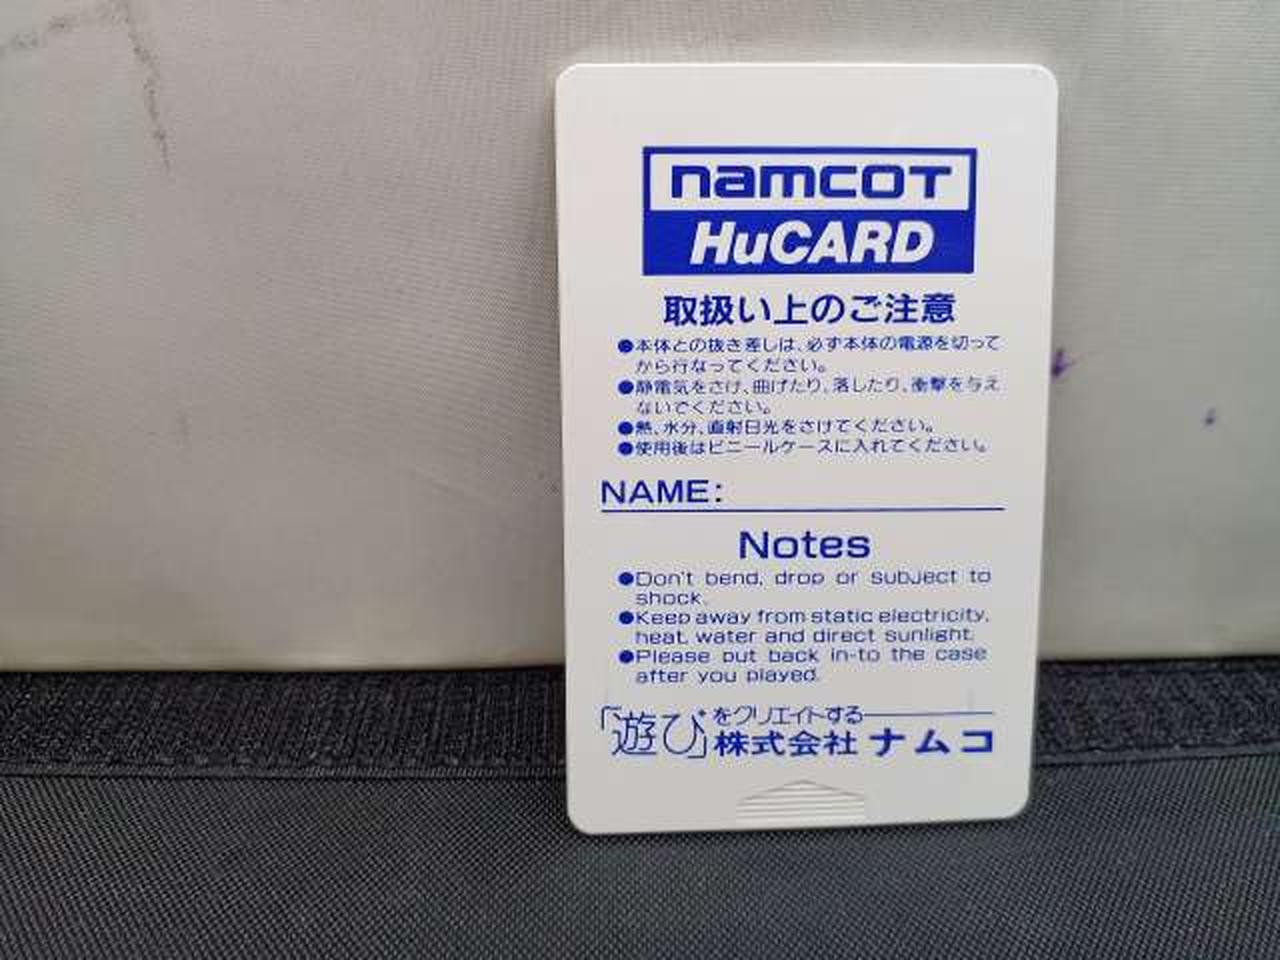 namcoT
HuCARD
取扱い上のご注意
●本体との抜き差しは、必ず本体の電源を切って
から行なってください。
●静電気をさけ、曲げたり、落したり、衝撃を与え
ないでください。
●熱、水分、直射日光をさけてください。
●使用後はビニールケースに入れてください。
NAME:
Notes
●Don't bend, drop or subject to
shock.
●Keep away from static electricity,
heat, water and direct sunlight.
●Please put back in-to the case
after you played.
「遊び」をクリエイトする
株式会社ナムコ